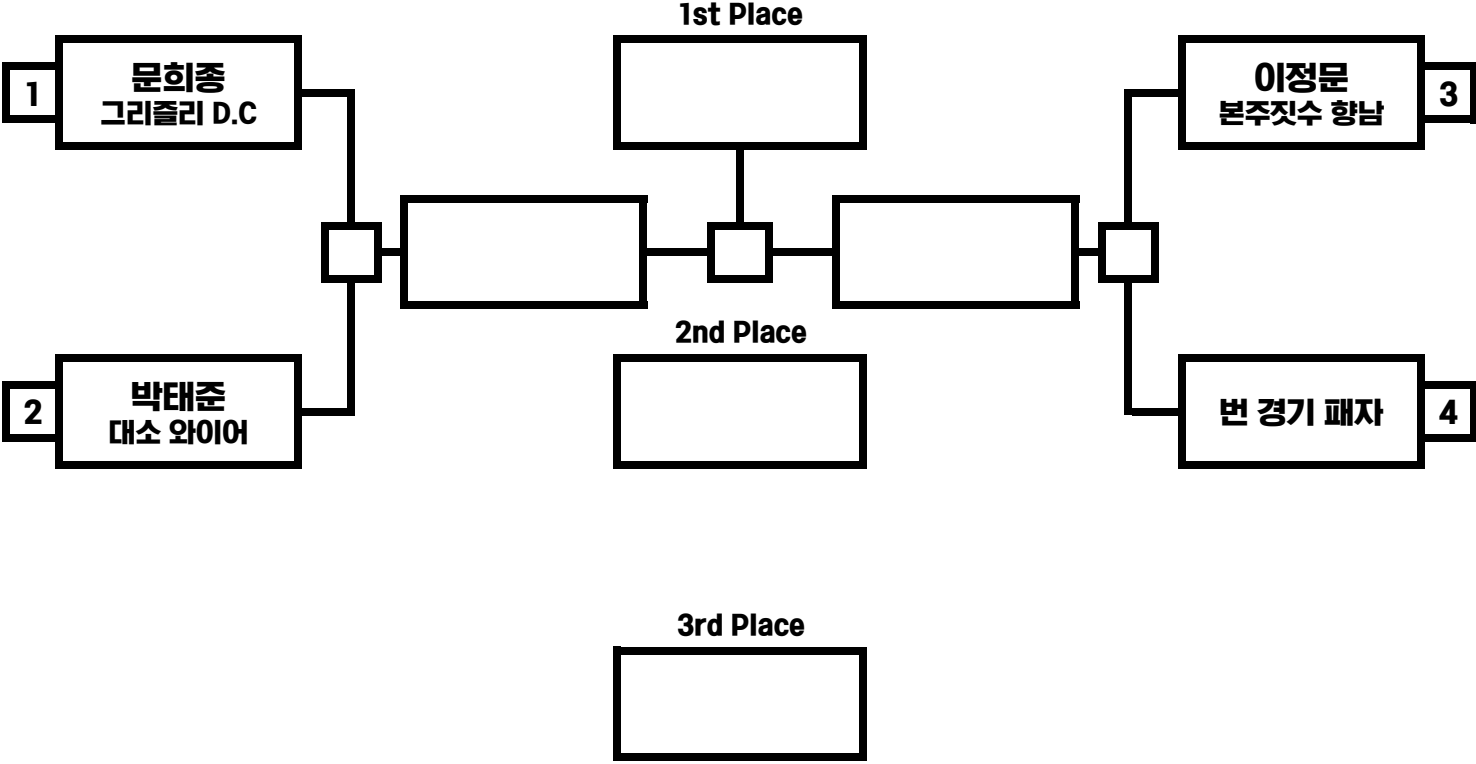 1st Place
1
문희종
그리즐리 D.C
이정문
본주짓수 향남
3
2nd Place
2
박태준
대소 와이어
번 경기 패자
4
3rd Place